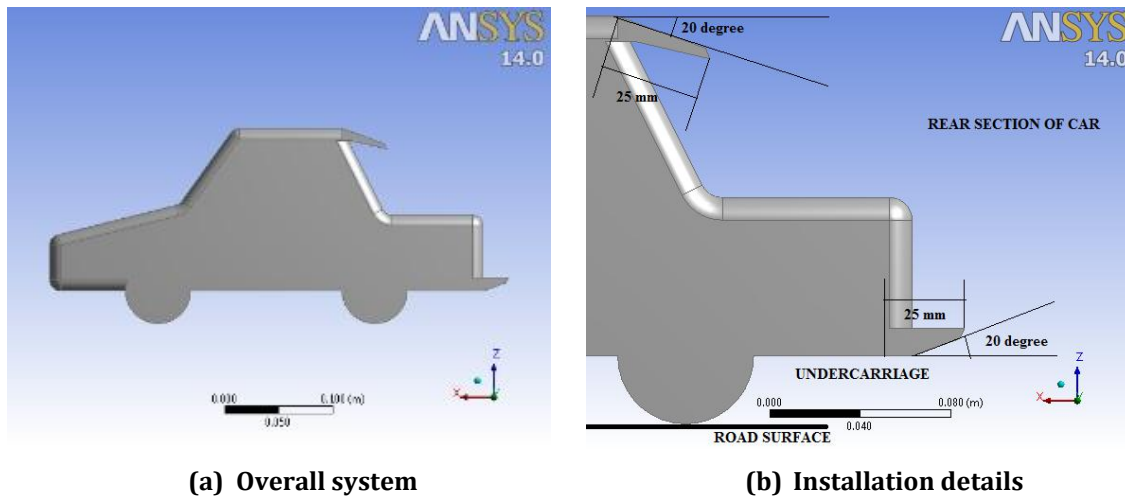 ANSYS
14.0
Z
X
0.000
0.100 (m)
0.050
(a) Overall system
ANSYS
14.0
20 degree
25 mm
REAR SECTION OF CAR
25 mm
20 degree
UNDERCARRIAGE
Z
X
0.000
0.080 (m)
0.040
ROAD SURFACE
(b) Installation details